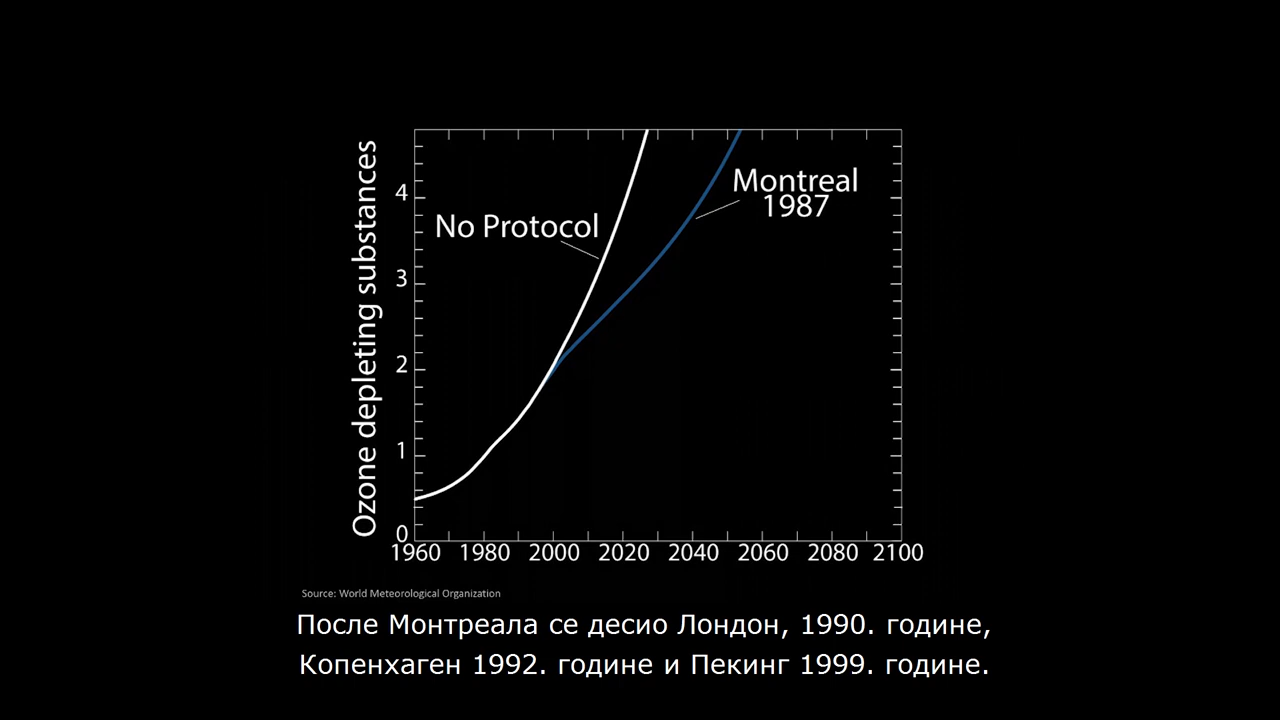 Ozone depleting substances
4
3
2
1
0
No Protocol
Montreal
1987
1960 1980 2000 2020 2040 2060 2080 2100
Source: World Meteorological Organization
После Монтреала се десио Лондон, 1990. године,
Копенхаген 1992. године и Пекинг 1999. године.